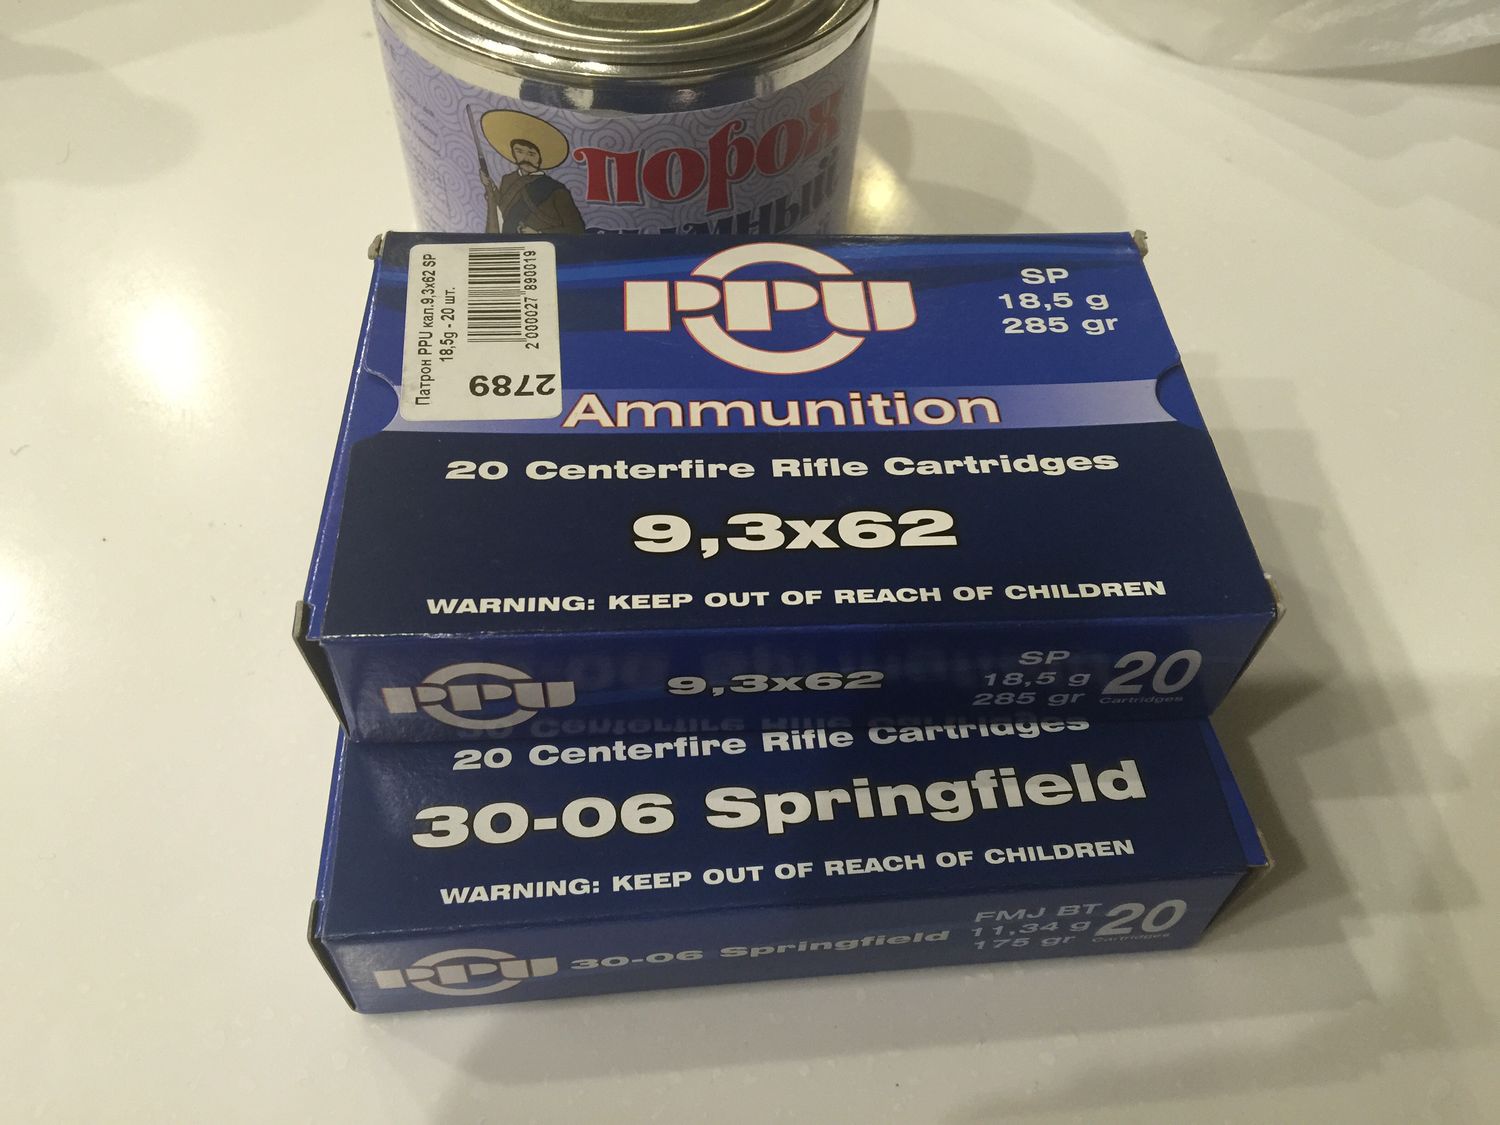 порох
PPU
SP
18,5 g
285 gr
Патрон PPU кал.9,3x62 SP
18,5g - 20 шт.
2 000027 890019
2789
Ammunition
20 Centerfire Rifle Cartridges
9,3x62
WARNING: KEEP OUT OF REACH OF CHILDREN
PPU
9,3x62
SP
18,5 g
285 gr
20
Cartridges
20 Centerfire Rifle Cartridges
30-06 Springfield
WARNING: KEEP OUT OF REACH OF CHILDREN
PPU
30-06 Springfield
FMJ BT
11,34 g
175 gr
20
Cartridges